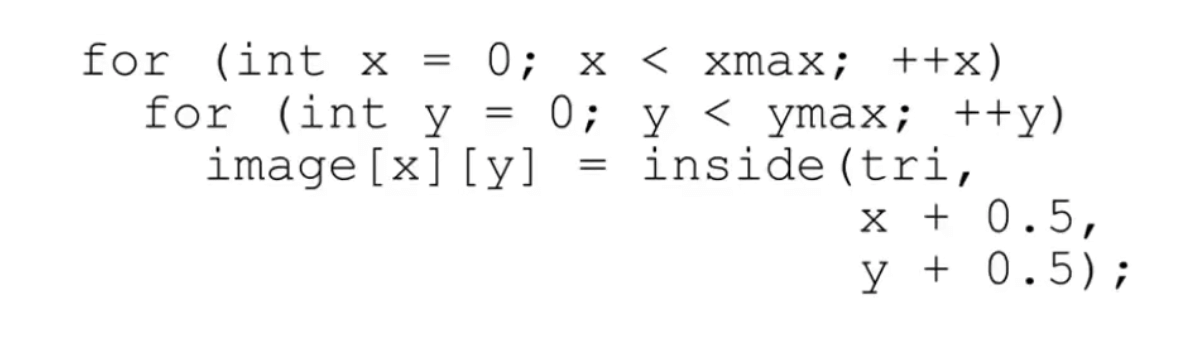 for (int x = 0; x < xmax; ++x)
for (int y = 0; y < ymax; ++y)
image[x][y] = inside(tri,
x + 0.5,
y + 0.5);